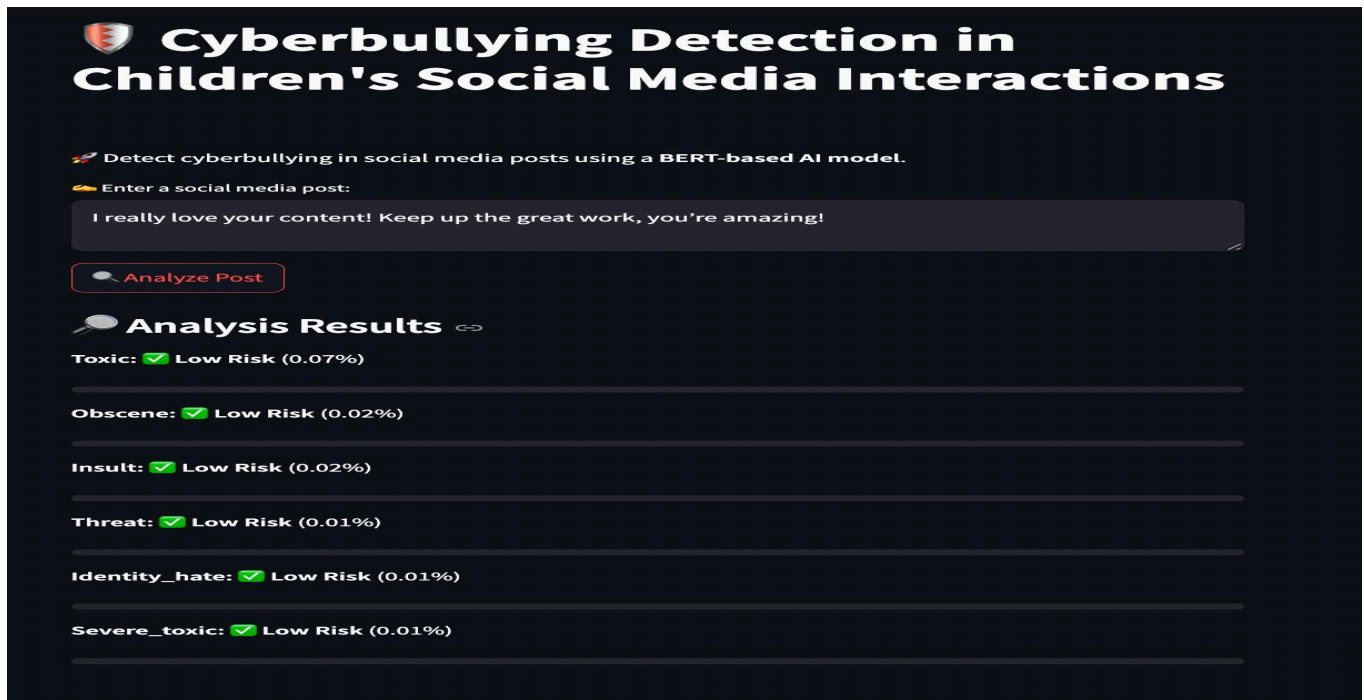 🛡️ Cyberbullying Detection in
Children's Social Media Interactions
🚀 Detect cyberbullying in social media posts using a BERT-based AI model.
✍️ Enter a social media post:
I really love your content! Keep up the great work, you’re amazing!
🔍 Analyze Post
🔎 Analysis Results
Toxic: ✅ Low Risk (0.07%)
Obscene: ✅ Low Risk (0.02%)
Insult: ✅ Low Risk (0.02%)
Threat: ✅ Low Risk (0.01%)
Identity_hate: ✅ Low Risk (0.01%)
Severe_toxic: ✅ Low Risk (0.01%)